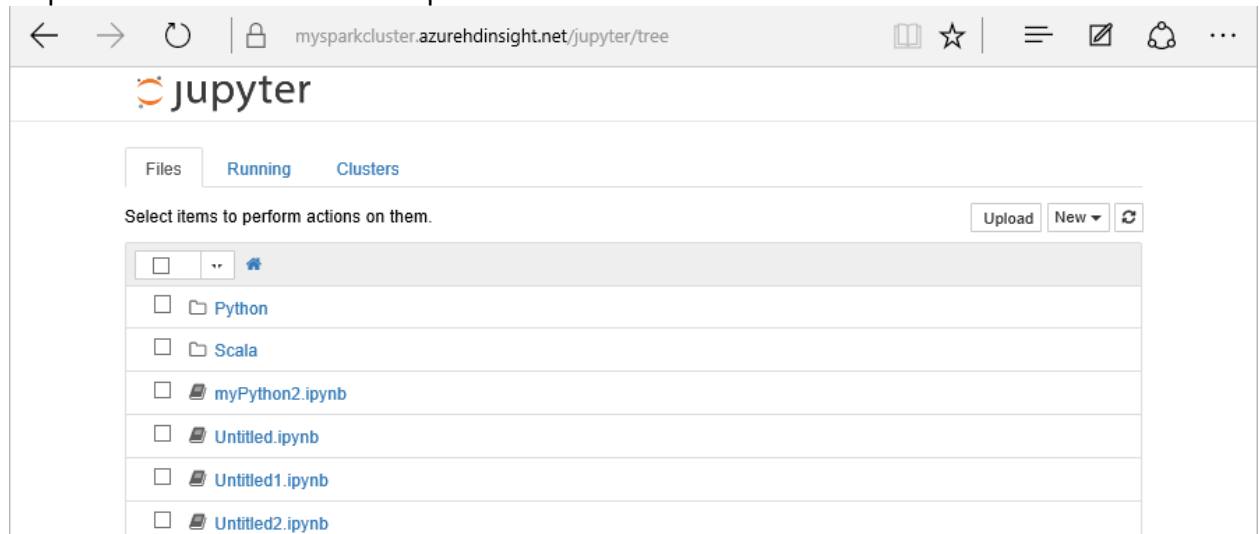 mysparkcluster.azurehdinsight.net/jupyter/tree
jupyter
Files Running Clusters
Select items to perform actions on them. Upload New
Python
Scala
myPython2.ipynb
Untitled.ipynb
Untitled1.ipynb
Untitled2.ipynb